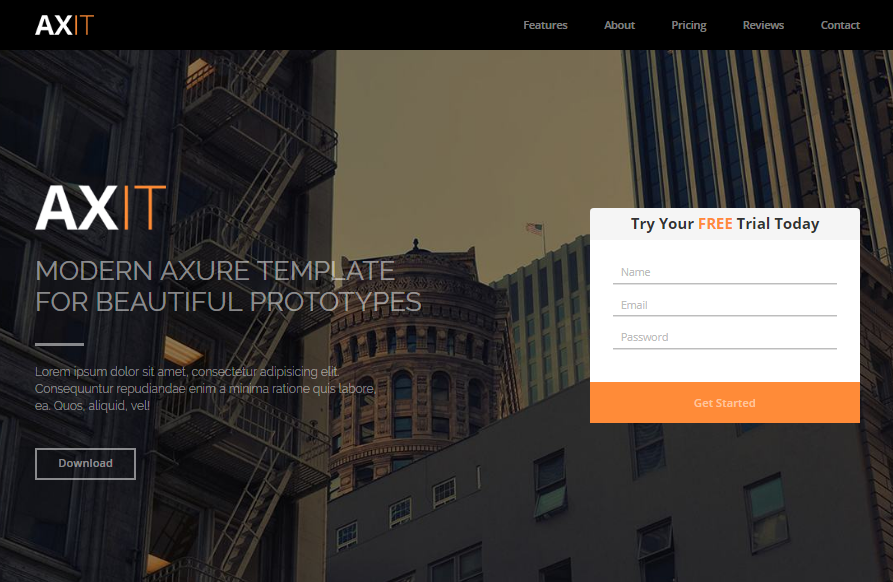 AXIT
Features
About
Pricing
Reviews
Contact
AXIT
MODERN AXURE TEMPLATE
FOR BEAUTIFUL PROTOTYPES
Lorem ipsum dolor sit amet, consectetur adipisicing elit.
Consequuntur repudiandae enim a minima ratione quis labore,
ea. Quos, aliquid, vel!
Download
Try Your FREE Trial Today
Name
Email
Password
Get Started